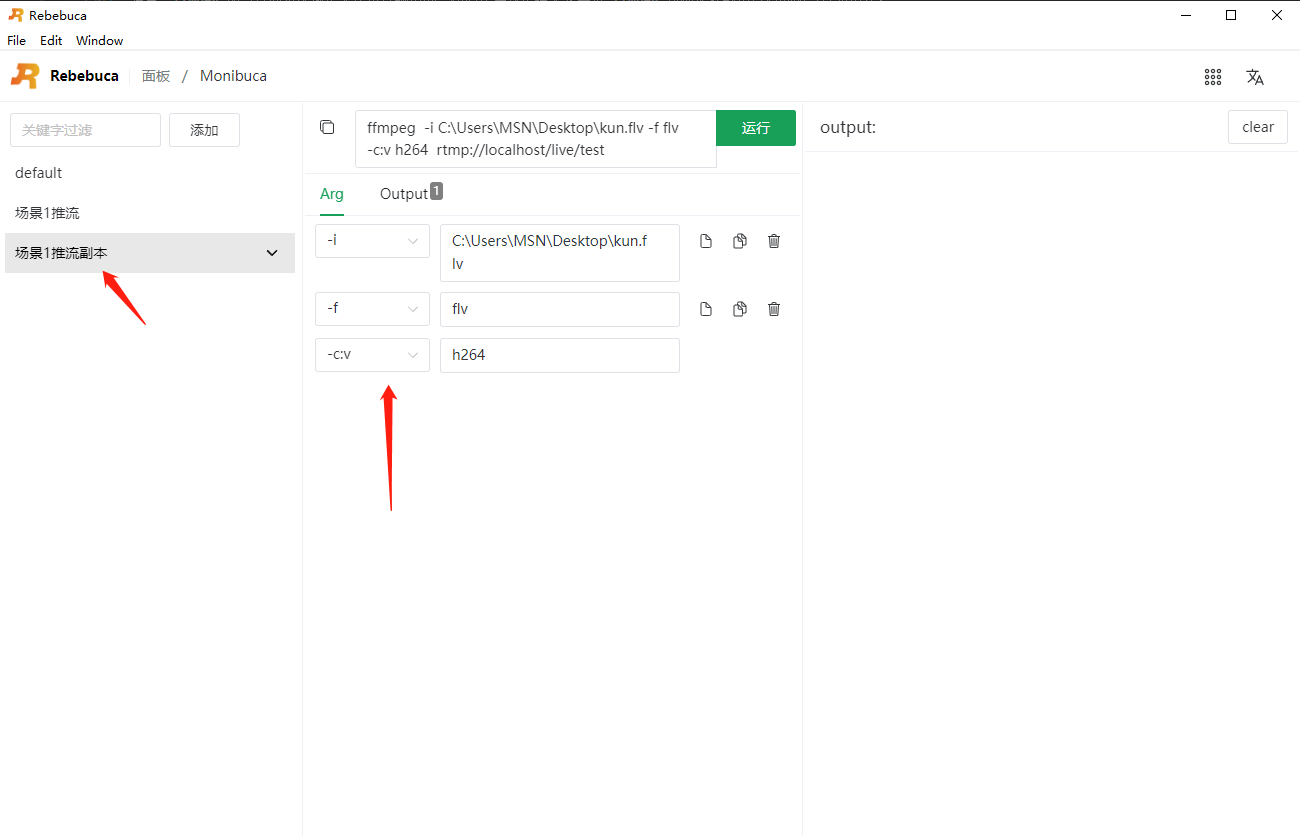 Rebebuca
File Edit Window
Rebebuca 面板 / Monibuca
关键字过滤 添加
default
场景1推流
场景1推流副本
ffmpeg -i C:\Users\MSN\Desktop\kun.flv -f flv
-c:v h264 rtmp://localhost/live/test
运行
Arg Output 1
-i C:\Users\MSN\Desktop\kun.f
lv
-f flv
-c:v h264
output: clear